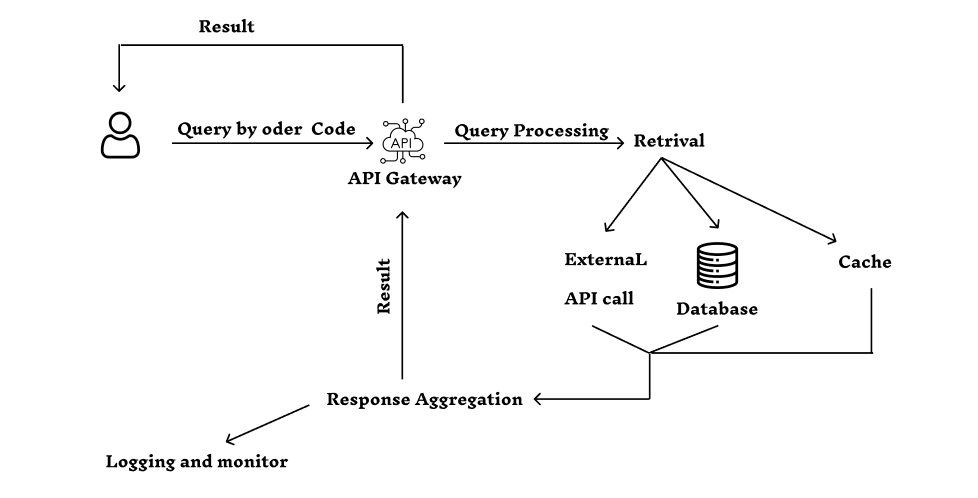 Result
Query by oder Code
API
Query Processing
Retrival
API Gateway
ExternaL
API call
Database
Cache
Result
Response Aggregation
Logging and monitor